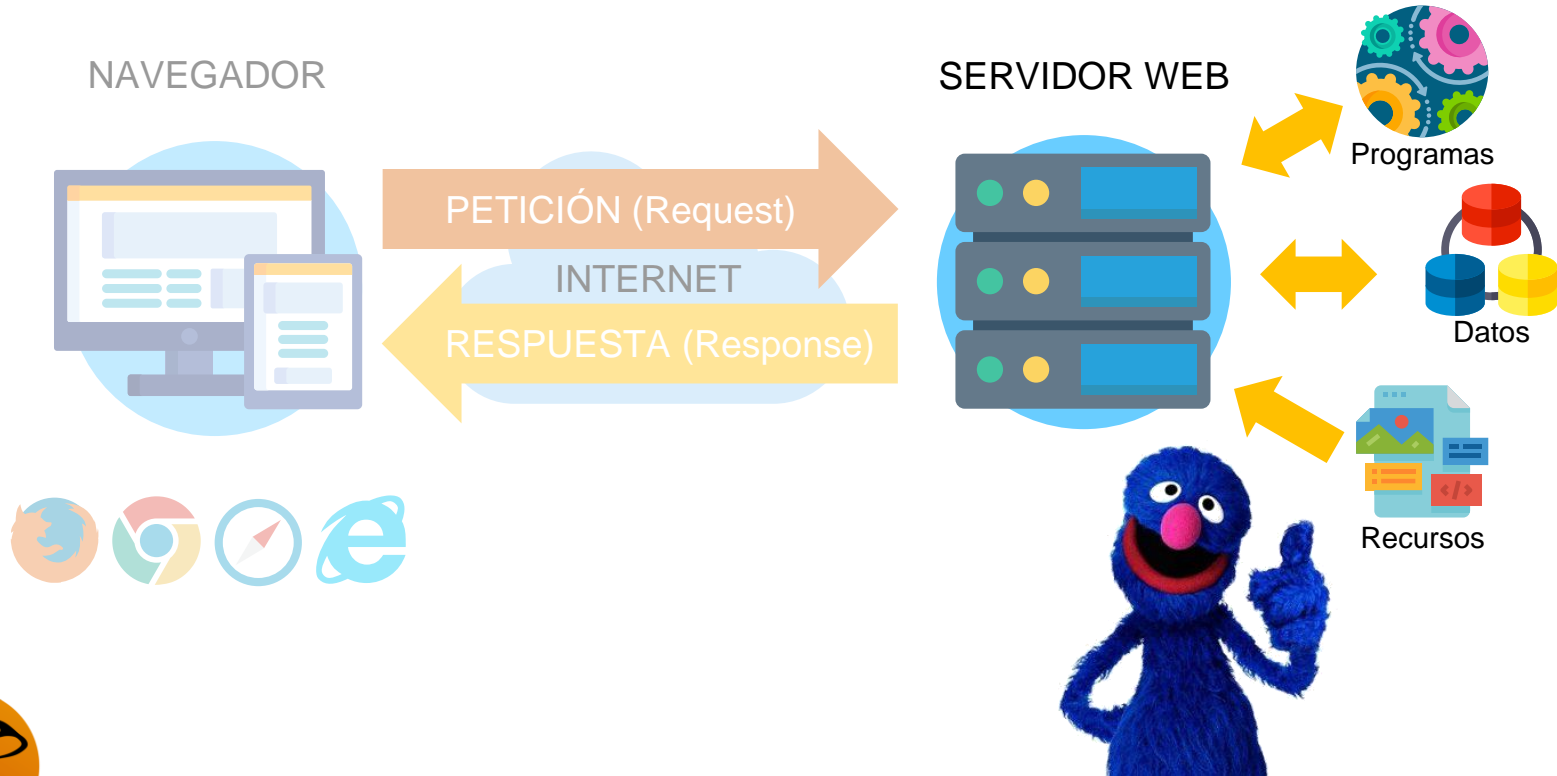 NAVEGADOR
SERVIDOR WEB
Programas
PETICIÓN (Request)
INTERNET
RESPUESTA (Response)
Datos
Recursos